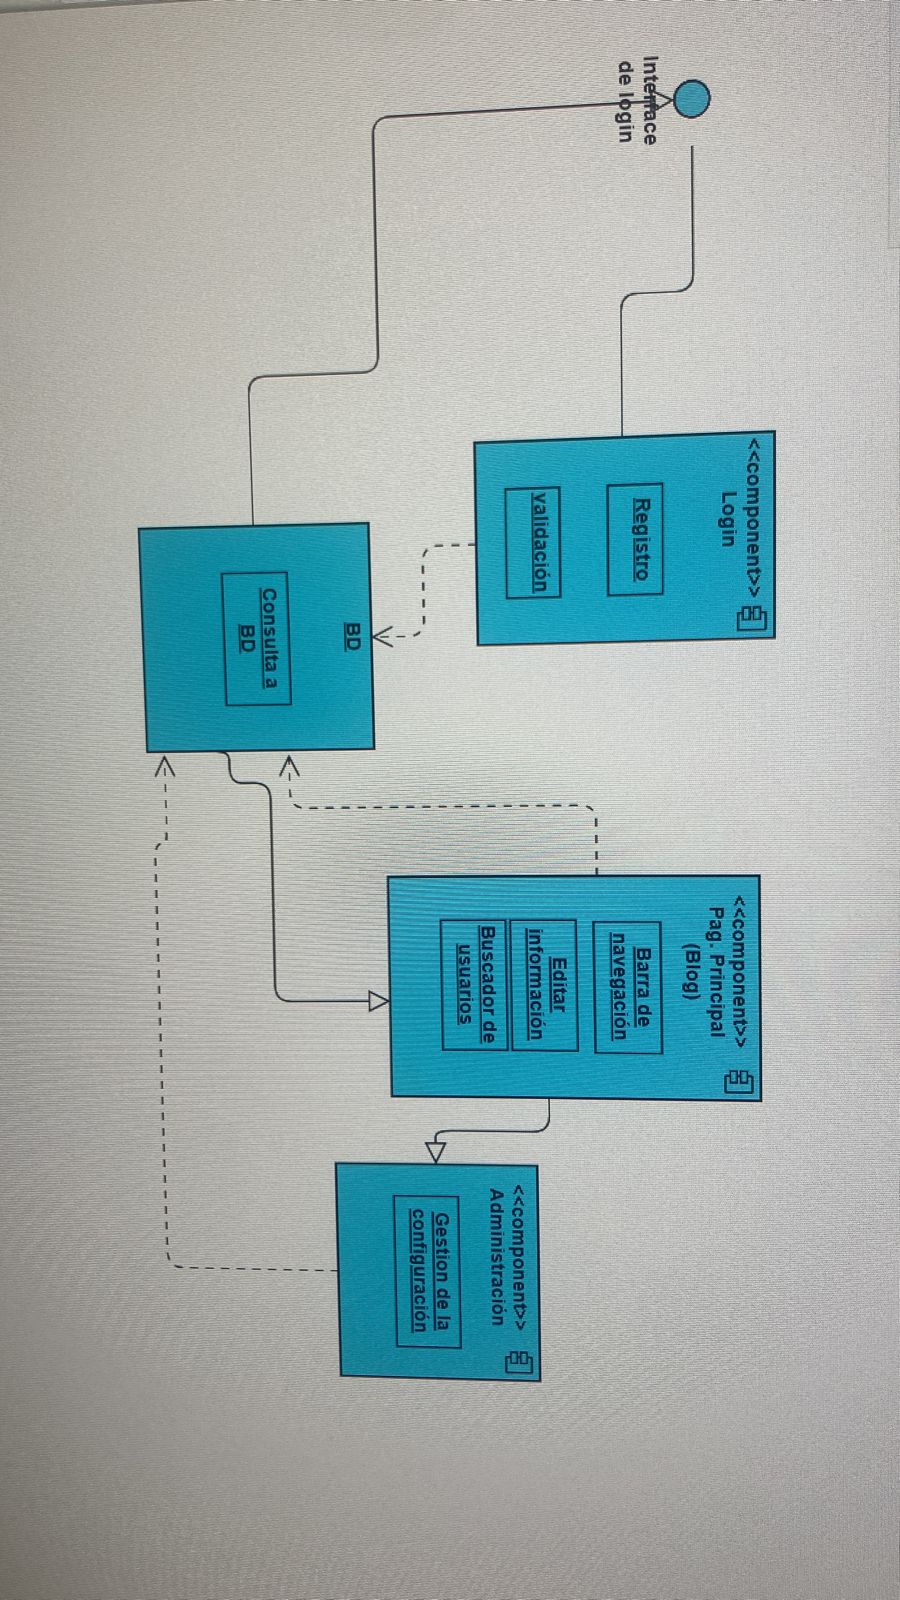 Interface
de login
<<component>>
Login
Registro
validación
BD
Consulta a
BD
<<component>>
Pag. Principal
(Blog)
Barra de
navegación
Editar
información
Buscador de
usuarios
<<component>>
Administración
Gestion de la
configuración